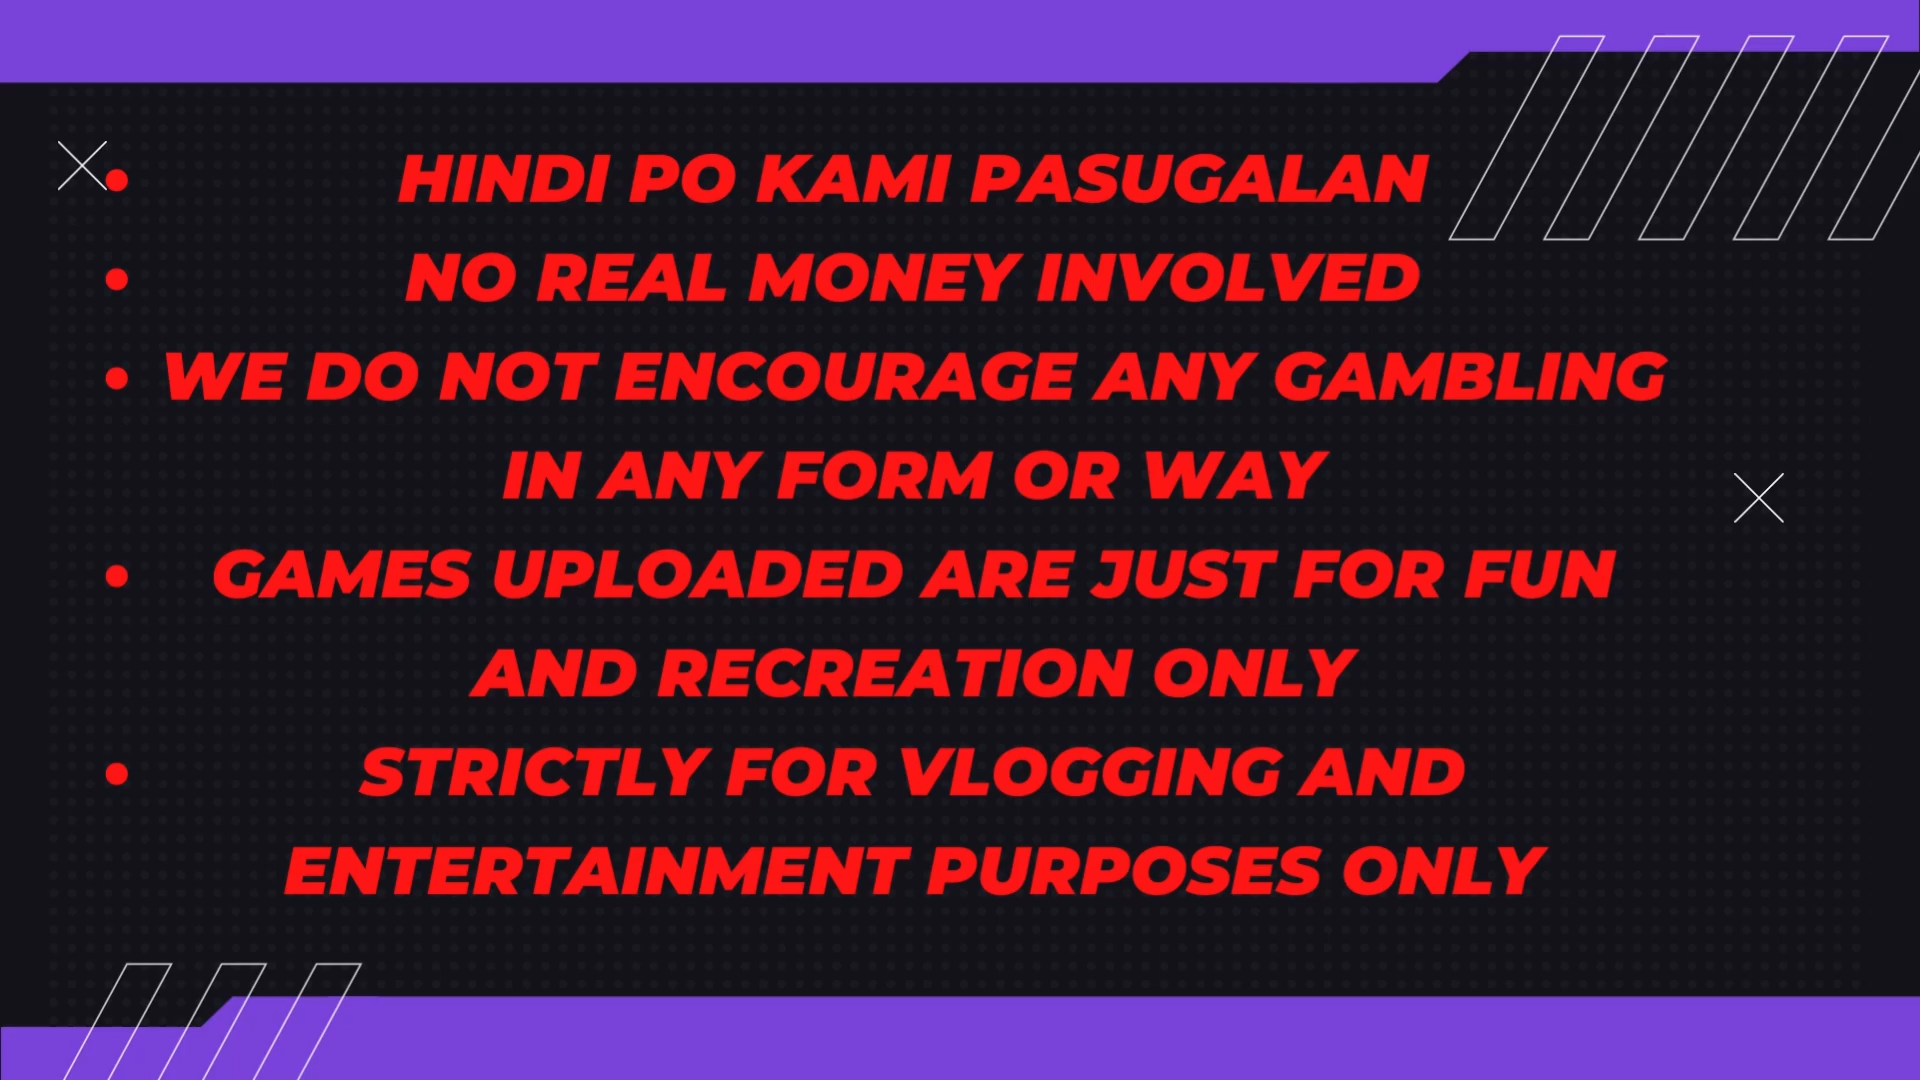 HINDI PO KAMI PASUGALAN
NO REAL MONEY INVOLVED
WE DO NOT ENCOURAGE ANY GAMBLING
IN ANY FORM OR WAY
GAMES UPLOADED ARE JUST FOR FUN
AND RECREATION ONLY
STRICTLY FOR VLOGGING AND
ENTERTAINMENT PURPOSES ONLY